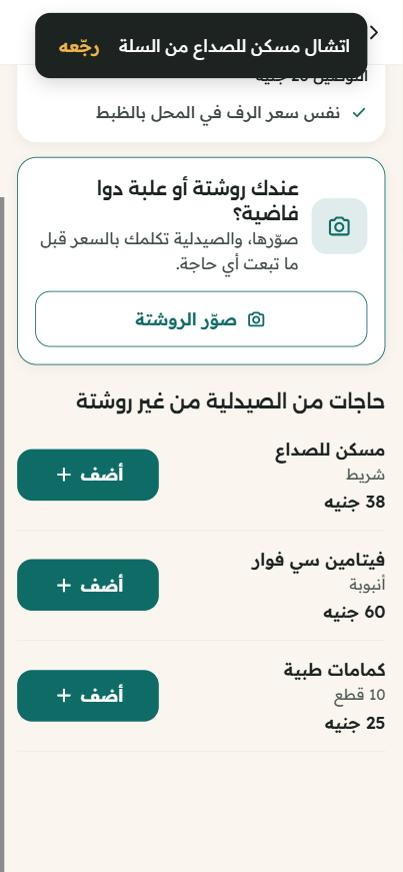 اتشال مسكن للصداع من السلة رجّعه
نفس سعر الرف في المحل بالظبط
عندك روشتة أو علبة دوا
فاضية؟
صوّرها، والصيدلية تكلمك بالسعر قبل
ما تبعت أي حاجة.
صوّر الروشتة
حاجات من الصيدلية من غير روشتة
مسكن للصداع
شريط
38 جنيه
أضف +
فيتامين سي فوار
أنبوبة
60 جنيه
أضف +
كمامات طبية
10 قطع
25 جنيه
أضف +